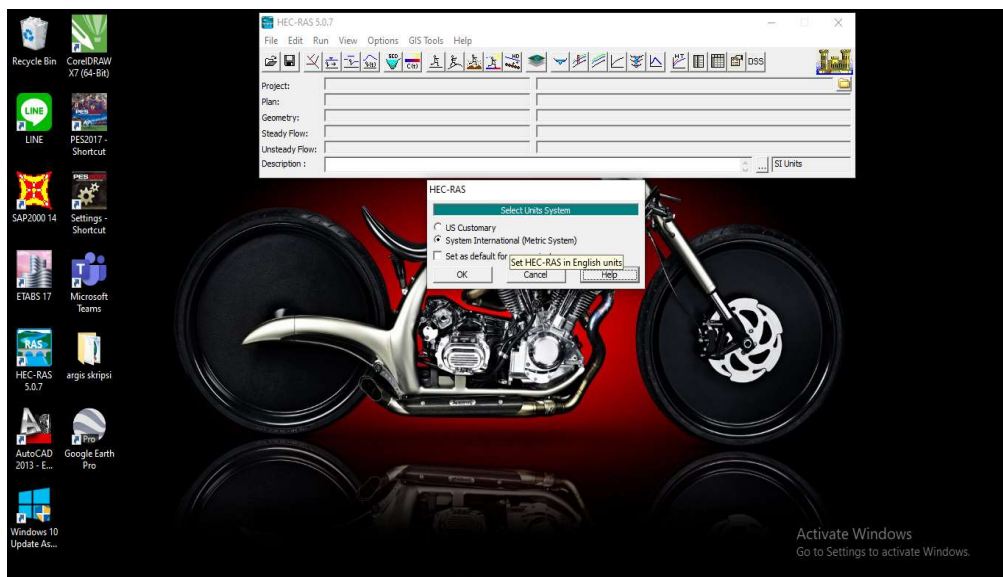 Recycle Bin
CorelDRAW
X7 (64-Bit)
LINE
PES2017 -
Shortcut
SAP2000 14
Settings -
Shortcut
ETABS 17
Microsoft
Teams
RAS
HEC-RAS
5.0.7
argis skripsi
AutoCAD
2013 - E...
Pro
Google Earth
Pro
Windows 10
Update As...
HEC-RAS 5.0.7
File Edit Run View Options GIS Tools Help
DSS
Project:
Plan:
Geometry:
Steady Flow:
Unsteady Flow:
Description : ... SI Units
HEC-RAS
Select Units System
US Customary
System International (Metric System)
Set as default for
Set HEC-RAS in English units
OK Cancel Help
Activate Windows
Go to Settings to activate Windows.